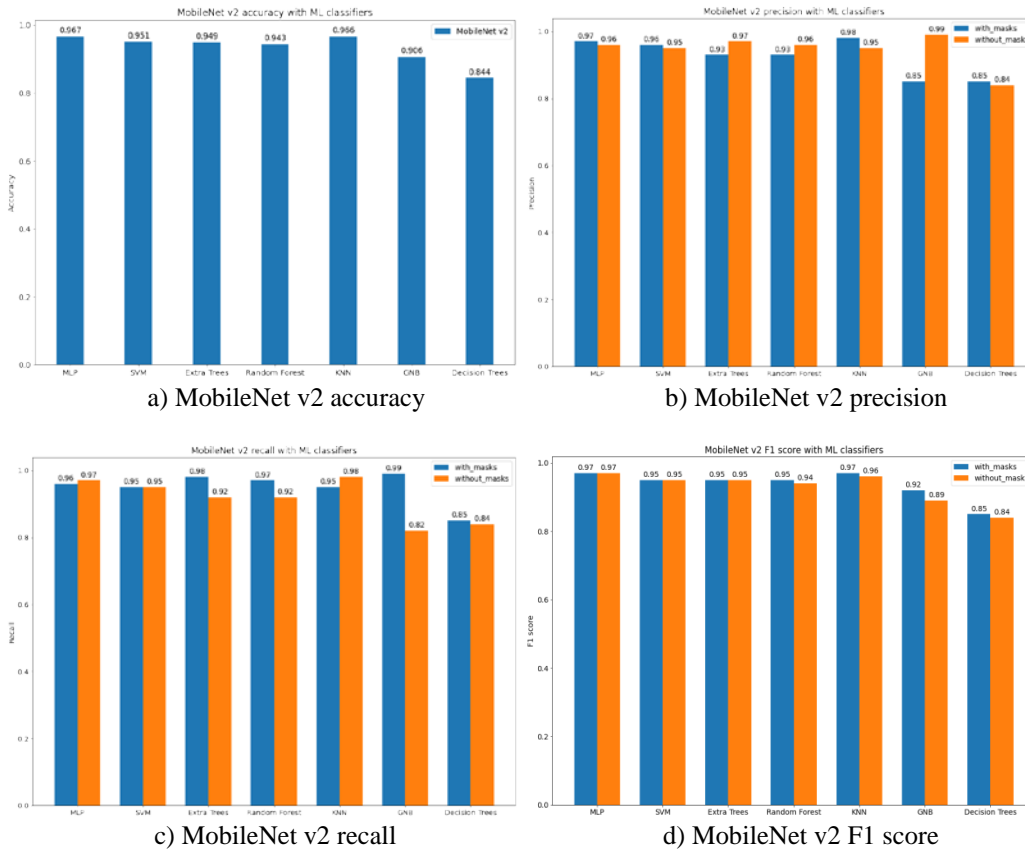 MobileNet v2 accuracy with ML classifiers
1.0
0.8
0.6
0.4
0.2
0.0
Accuracy
0.967
0.951
0.949
0.943
0.966
0.906
0.844
MobileNet v2
MLP
SVM
Extra Trees
Random Forest
KNN
GNB
Decision Trees
a) MobileNet v2 accuracy
MobileNet v2 precision with ML classifiers
1.0
0.8
0.6
0.4
0.2
0.0
Precision
0.97
0.96
0.96
0.95
0.93
0.97
0.93
0.96
0.98
0.95
0.85
0.99
0.85
0.84
with_masks
without_mask
MLP
SVM
Extra Trees
Random Forest
KNN
GNB
Decision Trees
b) MobileNet v2 precision
MobileNet v2 recall with ML classifiers
1.0
0.8
0.6
0.4
0.2
0.0
Recall
0.96
0.97
0.95
0.95
0.98
0.92
0.97
0.92
0.95
0.98
0.99
0.82
0.85
0.84
with_masks
without_masks
MLP
SVM
Extra Trees
Random Forest
KNN
GNB
Decision Trees
c) MobileNet v2 recall
MobileNet v2 F1 score with ML classifiers
1.0
0.8
0.6
0.4
0.2
0.0
F1 score
0.97
0.97
0.95
0.95
0.95
0.95
0.95
0.94
0.97
0.96
0.92
0.89
0.85
0.84
with_masks
without_mask
MLP
SVM
Extra Trees
Random Forest
KNN
GNB
Decision Trees
d) MobileNet v2 F1 score